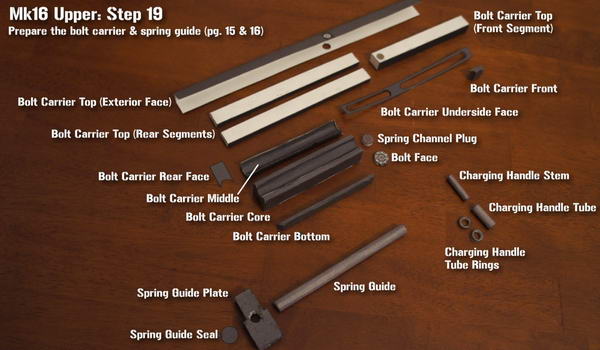 Mk16 Upper: Step 19
Prepare the bolt carrier & spring guide (pg. 15 & 16)
Bolt Carrier Top
(Front Segment)
Bolt Carrier Front
Bolt Carrier Top (Exterior Face)
Bolt Carrier Underside Face
Bolt Carrier Top (Rear Segments)
Spring Channel Plug
Bolt Face
Bolt Carrier Rear Face
Charging Handle Stem
Bolt Carrier Middle
Charging Handle Tube
Bolt Carrier Core
Bolt Carrier Bottom
Charging Handle
Tube Rings
Spring Guide
Spring Guide Plate
Spring Guide Seal